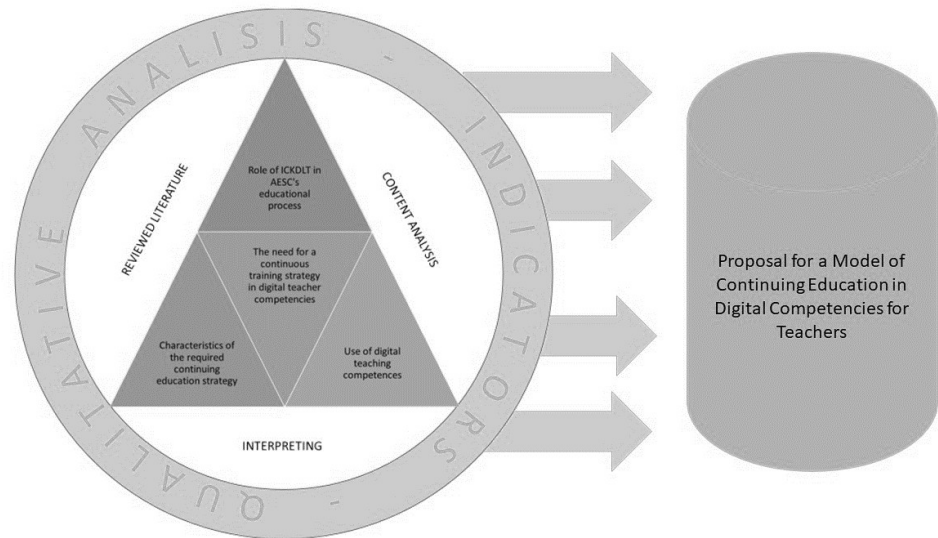 QUALITATIVE ANALISIS - INDICATORS -
REVIEWED LITERATURE
CONTENT ANALYSIS
INTERPRETING
Role of ICKDLT in
AESC's
educational
process
The need for a
continuous
training strategy
in digital teacher
competencies
Characteristics of
the required
continuing
education strategy
Use of digital
teaching
competences
Proposal for a Model of
Continuing Education in
Digital Competencies for
Teachers